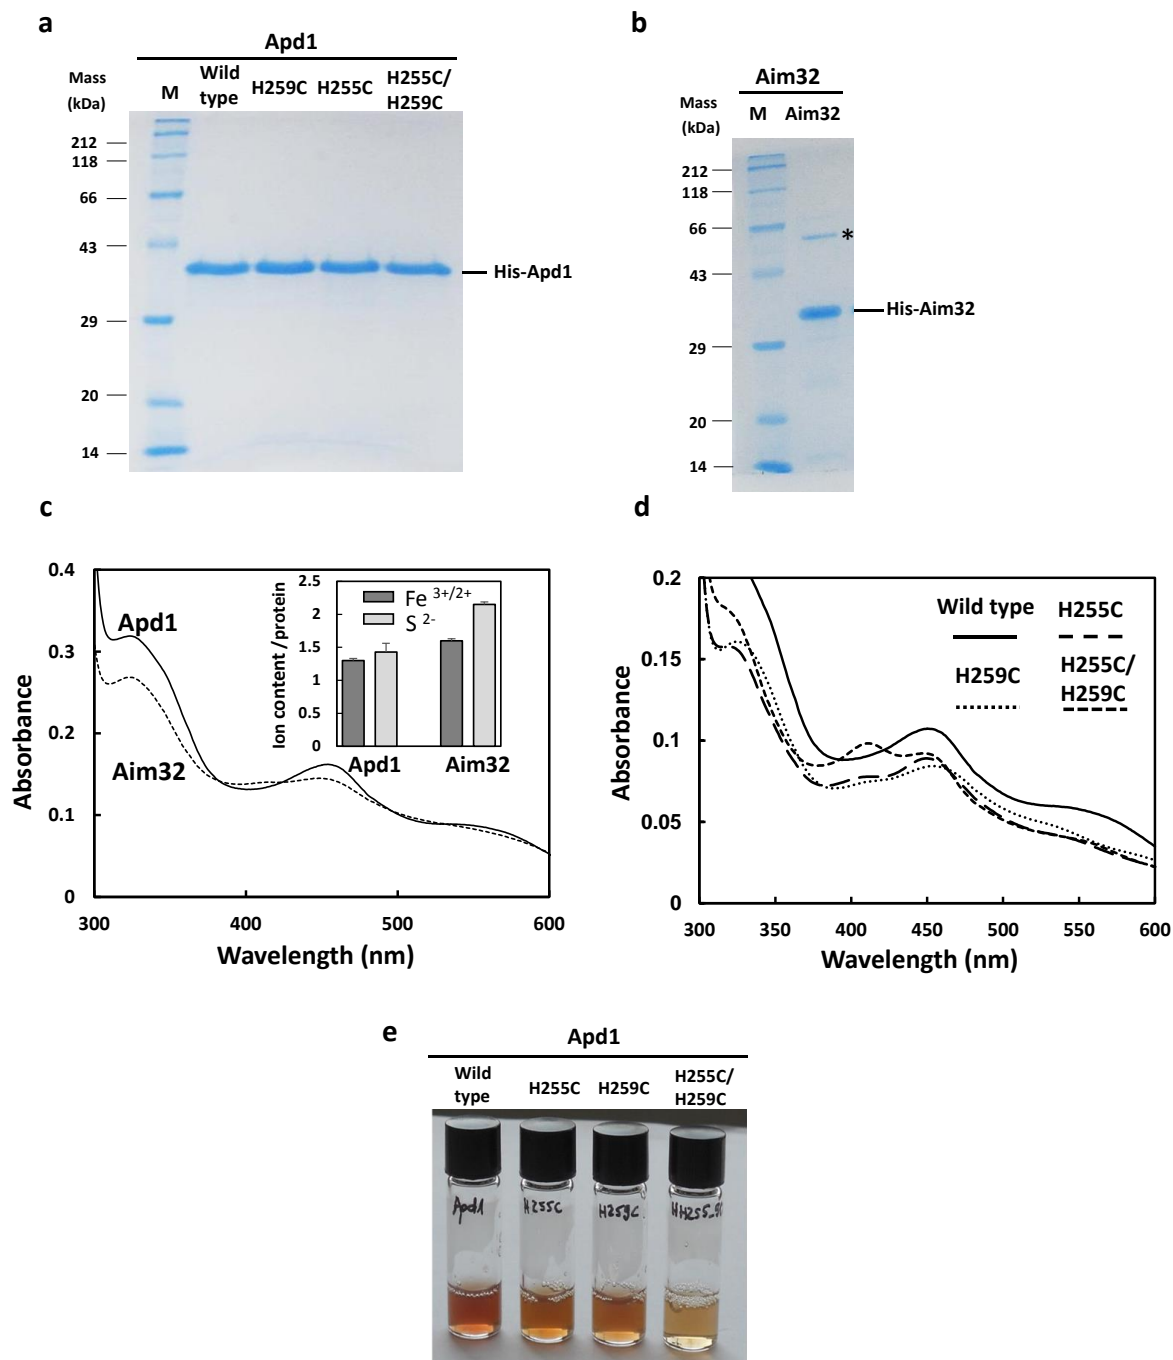 a
Apd1
Mass
(kDa)
M
Wild
type
H259C
H255C
H255C/
H259C
212
118
66
43
29
20
14
His-Apd1
b
Aim32
Mass
(kDa)
M
Aim32
212
118
66
43
29
20
14
*
His-Aim32
c
Absorbance
0.4
0.3
0.2
0.1
0
300
400
500
600
Wavelength (nm)
Apd1
Aim32
Ion content /protein
2.5
2
1.5
1
0.5
0
Fe 3+/2+
S 2-
Apd1
Aim32
d
Absorbance
0.2
0.15
0.1
0.05
0
300
350
400
450
500
550
600
Wavelength (nm)
Wild type
H255C
H259C
H255C/
H259C
e
Apd1
Wild
type
H255C
H259C
H255C/
H259C
Apd1
H255C
H259C